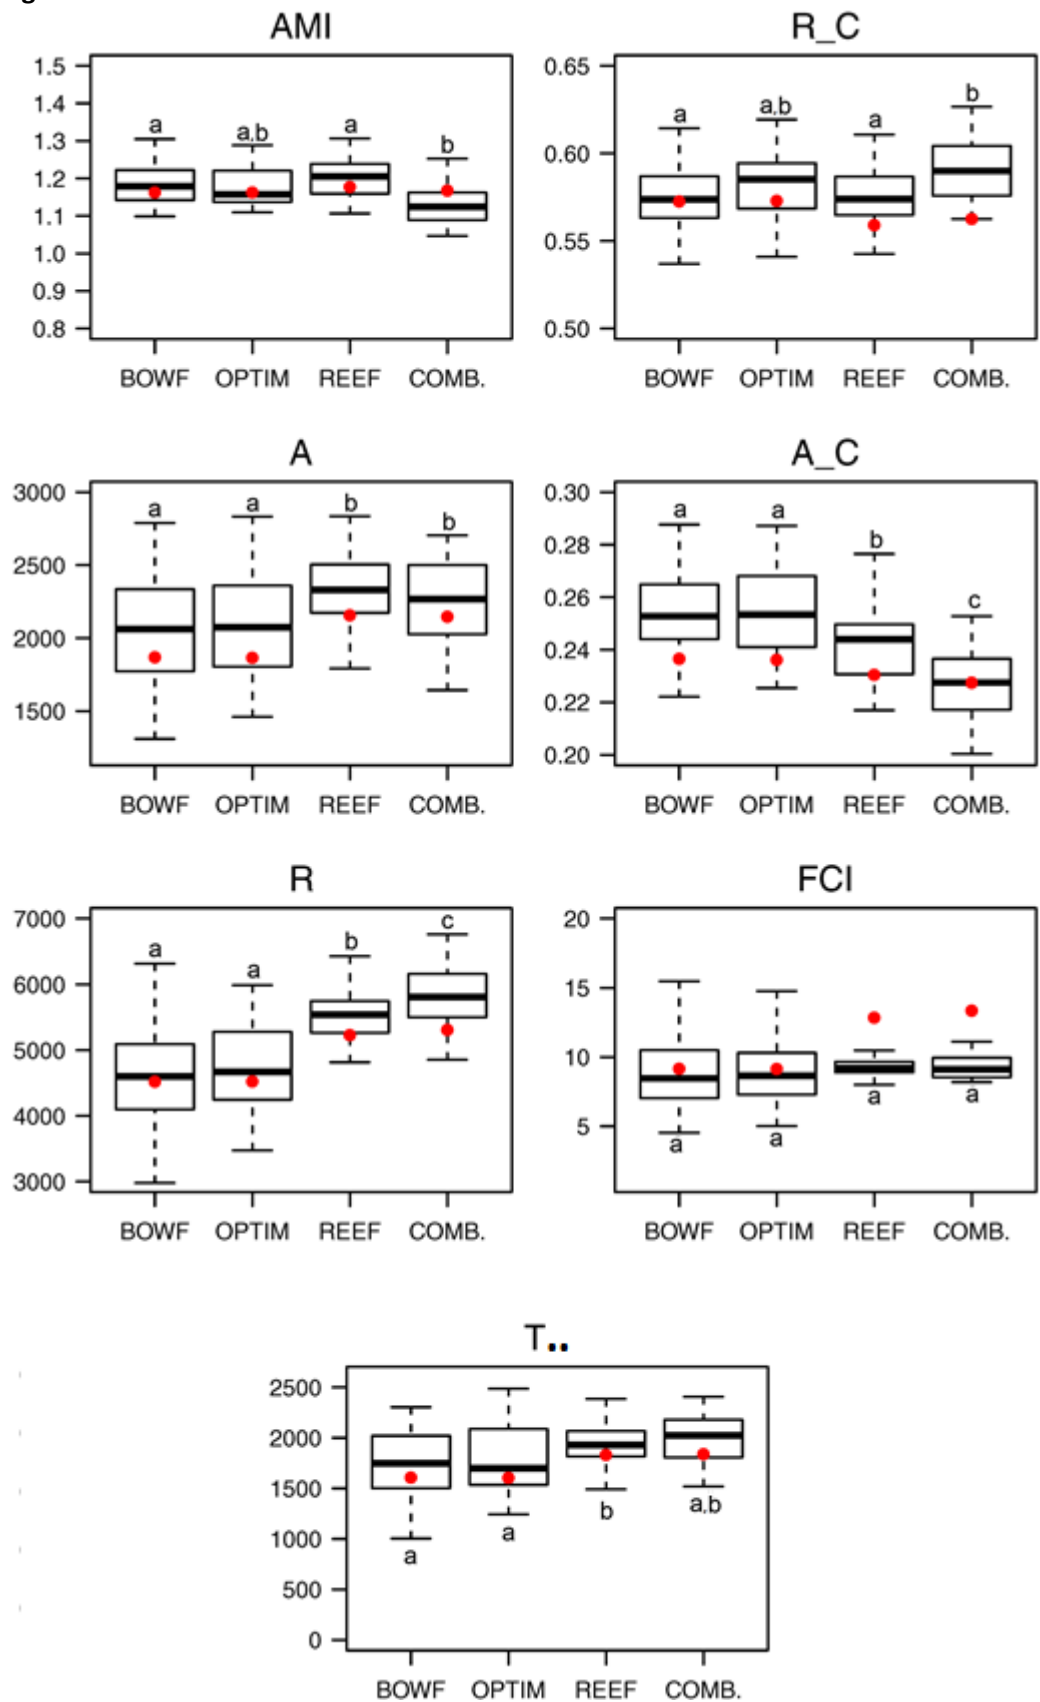 g
AMI
1.5
1.4
1.3
1.2
1.1
1.0
0.9
0.8
a
a,b
a
b
BOWF OPTIM REEF COMB.
R_C
0.65
0.60
0.55
0.50
a
a,b
a
b
BOWF OPTIM REEF COMB.
A
3000
2500
2000
1500
a
a
b
b
BOWF OPTIM REEF COMB.
A_C
0.30
0.28
0.26
0.24
0.22
0.20
a
a
b
c
BOWF OPTIM REEF COMB.
R
7000
6000
5000
4000
3000
a
a
b
c
BOWF OPTIM REEF COMB.
FCI
20
15
10
5
a
a
a
a
BOWF OPTIM REEF COMB.
T..
2500
2000
1500
1000
500
0
a
a
b
a,b
BOWF OPTIM REEF COMB.